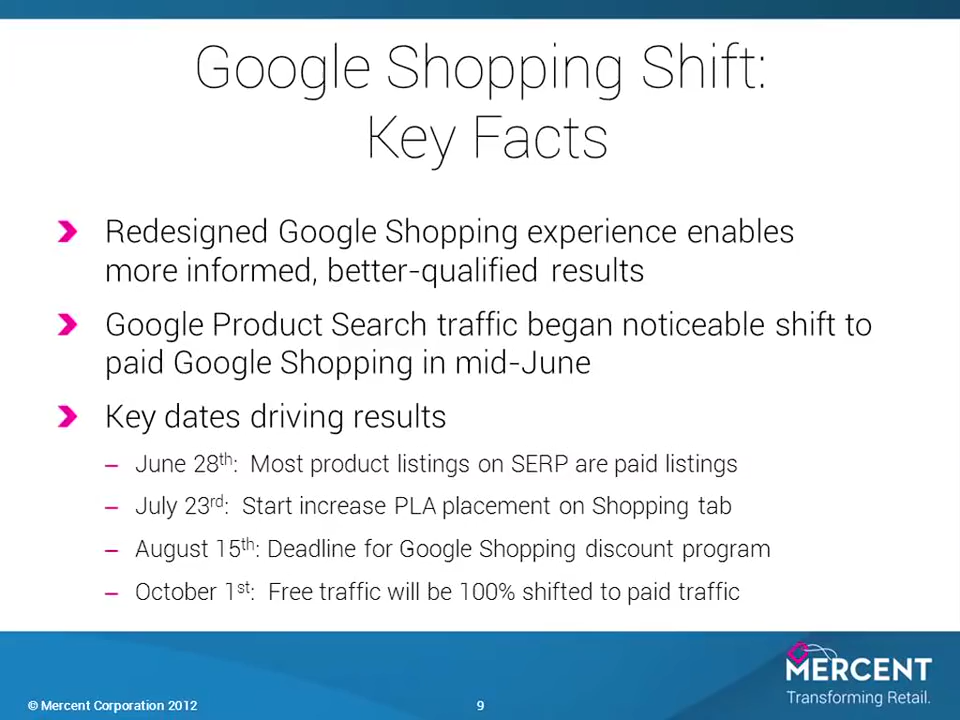 Google Shopping Shift:
Key Facts
Redesigned Google Shopping experience enables
more informed, better-qualified results
Google Product Search traffic began noticeable shift to
paid Google Shopping in mid-June
Key dates driving results
– June 28th: Most product listings on SERP are paid listings
– July 23rd: Start increase PLA placement on Shopping tab
– August 15th: Deadline for Google Shopping discount program
– October 1st: Free traffic will be 100% shifted to paid traffic
MERCENT
Transforming Retail.
© Mercent Corporation 2012
9